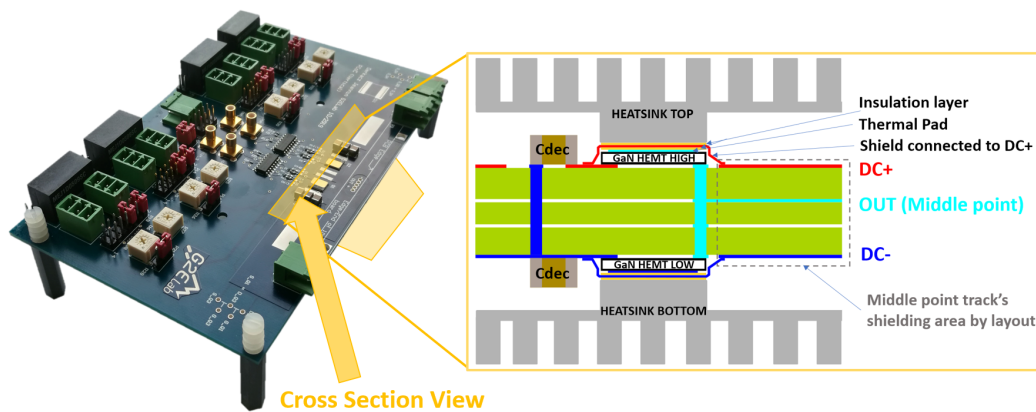 G2ELab
Cross Section View
HEATSINK TOP
Insulation layer
Thermal Pad
Shield connected to DC+
Cdec
GaN HEMT HIGH
DC+
OUT (Middle point)
DC-
GaN HEMT LOW
Cdec
HEATSINK BOTTOM
Middle point track's
shielding area by layout